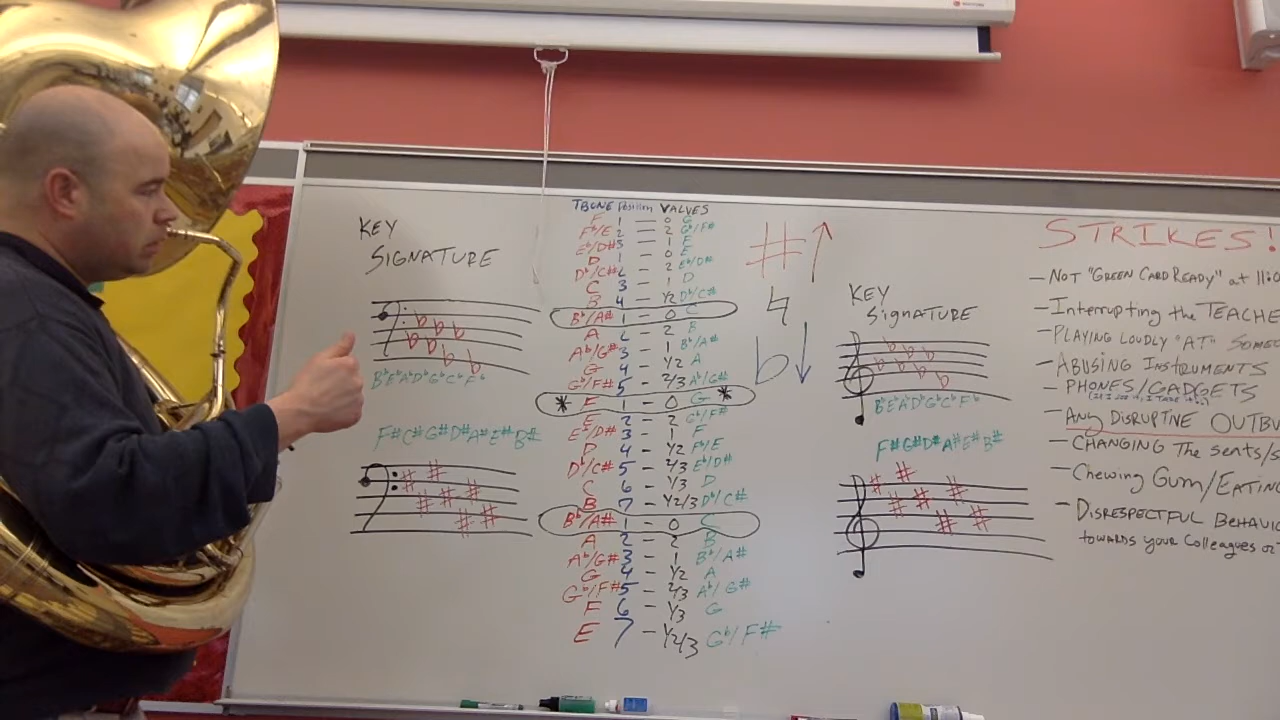 KEY
SIGNATURE
B♭E♭A♭D♭G♭C♭F♭
F#C#G#D#A#E#B#
TBONE Position VALVES
F 1 — 0 G
F♭/E 2 — 2 G♭/F#
E♭/D# 3 — 1 F
D 1 — 0 E
D♭/C# 2 — 2 E♭/D#
C 3 — 1 D
B 4 — 1/2 D♭/C#
B♭/A# 1 — 0 C
A 2 — 2 B
A♭/G# 3 — 1 B♭/A#
G 4 — 1/2 A
G♭/F# 5 — 2/3 A♭/G#
* F 1 — 0 G *
E 2 — 2 G♭/F#
E♭/D# 3 — 1 F
D 4 — 1/2 F♭/E
D♭/C# 5 — 2/3 E♭/D#
C 6 — 1/3 D
B 7 — 1/2/3 D♭/C#
B♭/A# 1 — 0 C
A 2 — 2 B
A♭/G# 3 — 1 B♭/A#
G 4 — 1/2 A
G♭/F# 5 — 2/3 A♭/G#
F 6 — 1/3 G
E 7 — 1/2/3 G♭/F#
# ↑
♮
♭ ↓
KEY
Signature
B♭E♭A♭D♭G♭C♭F♭
F#G#D#A#E#B#
STRIKES!
— NOT "GREEN CARD READY" at 11:0
— Interrupting the TEACHE
— PLAYING LOUDLY "AT" SOME
— ABUSING INSTRUMENTS
— PHONES/GADGETS
— ANY DISRUPTIVE OUTBU
— CHANGING THE seats/s
— Chewing Gum/EATING
— DISRESPECTFUL BEHAVIO
towards your Colleagues or